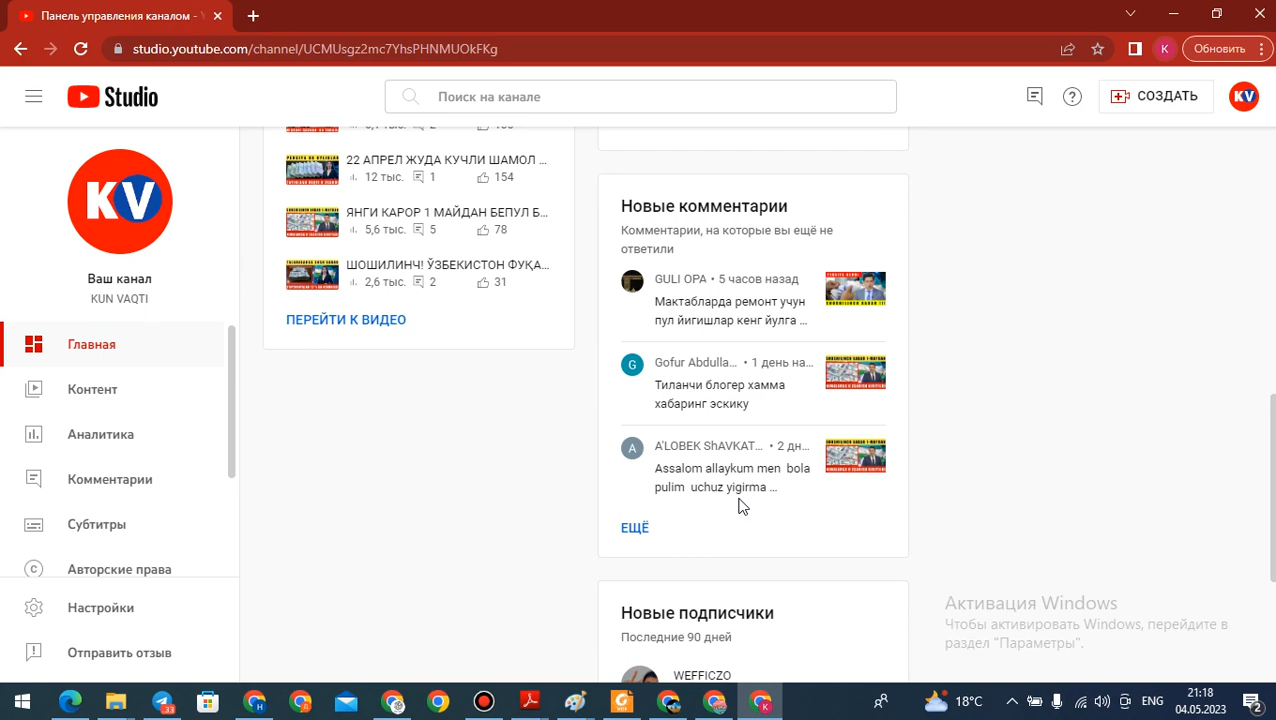 Панель управления каналом - Y
studio.youtube.com/channel/UCMUsgz2mc7YhsPHNMUOkFKg
K
Обновить
Studio
Поиск на канале
СОЗДАТЬ
KV
KV
Ваш канал
KUN VAQTI
Главная
Контент
Аналитика
Комментарии
Субтитры
Авторские права
Настройки
Отправить отзыв
22 АПРЕЛ ЖУДА КУЧЛИ ШАМОЛ ...
12 тыс. 1 154
ЯНГИ КАРОР 1 МАЙДАН БЕПУЛ Б...
5,6 тыс. 5 78
ШОШИЛИНЧ! ЎЗБЕКИСТОН ФУҚА...
2,6 тыс. 2 31
ПЕРЕЙТИ К ВИДЕО
Новые комментарии
Комментарии, на которые вы ещё не
ответили
GULI OPA • 5 часов назад
Мактабларда ремонт учун
пул йигишлар кенг йулга ...
G
Gofur Abdulla... • 1 день на...
Тиланчи блогер хамма
хабаринг эскику
A
A'LOBEK ShAVKAT... • 2 дн...
Assalom allaykum men bola
pulim uchuz yigirma ...
ЕЩЁ
Новые подписчики
Последние 90 дней
WEFFICZO
Активация Windows
Чтобы активировать Windows, перейдите в
раздел "Параметры".
33
18°C
ENG
21:18
04.05.2023
2